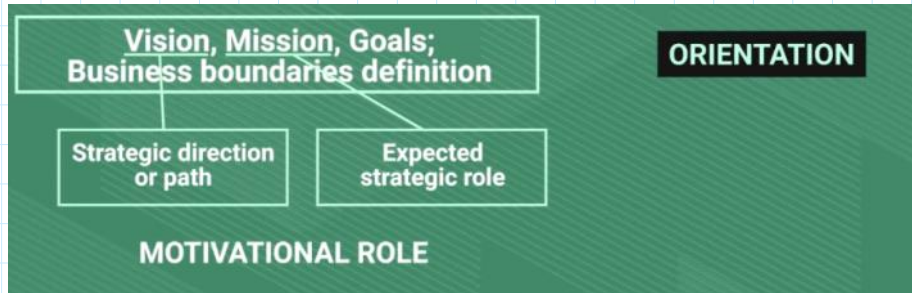 Vision, Mission, Goals;
Business boundaries definition
ORIENTATION
Strategic direction
or path
Expected
strategic role
MOTIVATIONAL ROLE